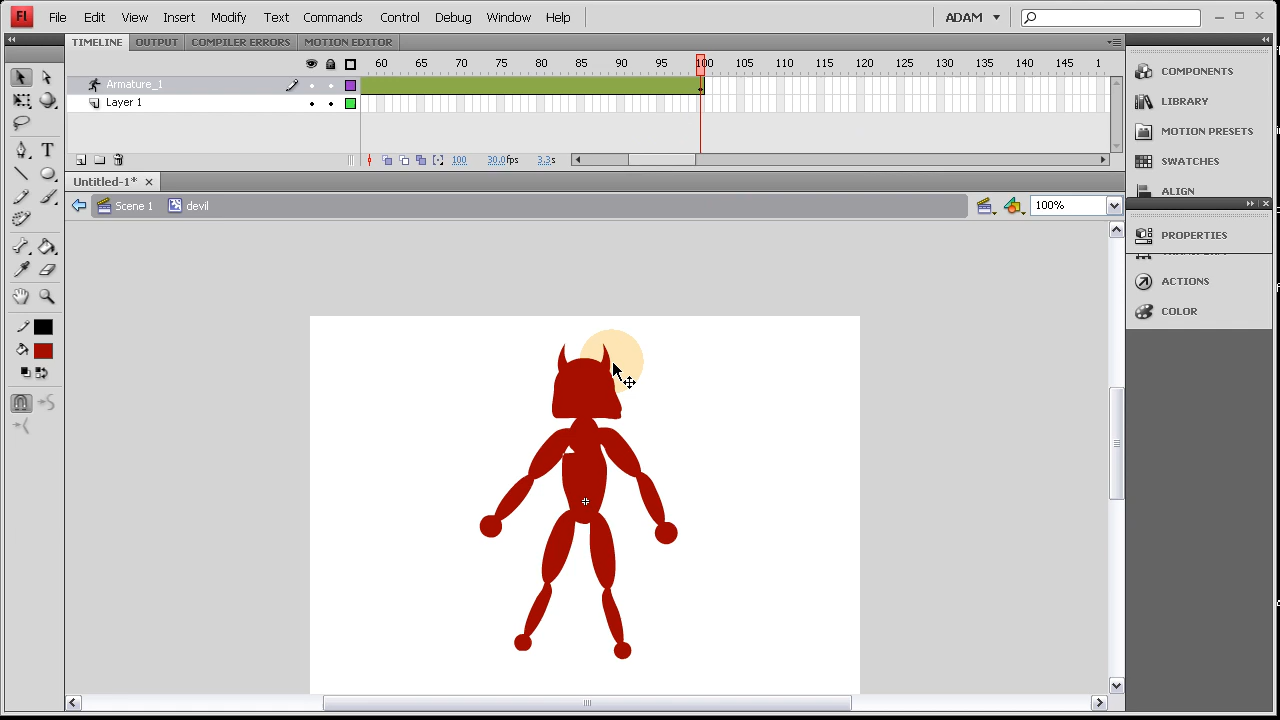 Fl File Edit View Insert Modify Text Commands Control Debug Window Help ADAM
TIMELINE OUTPUT COMPILER ERRORS MOTION EDITOR
60 65 70 75 80 85 90 95 100 105 110 115 120 125 130 135 140 145 1
Armature_1
Layer 1
100 30.0fps 3.3s
Untitled-1*
Scene 1 devil 100%
T
COMPONENTS
LIBRARY
MOTION PRESETS
SWATCHES
ALIGN
PROPERTIES
ACTIONS
COLOR